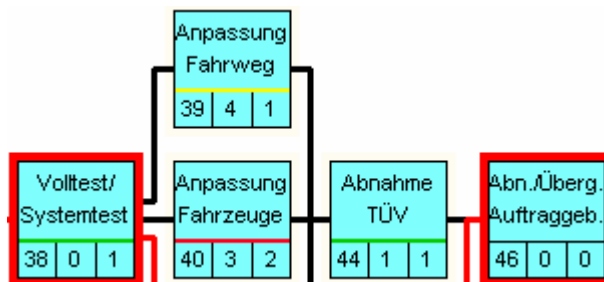 Anpassung
Fahrweg
39 4 1
Volltest/
Systemtest
38 0 1
Anpassung
Fahrzeuge
40 3 2
Abnahme
TÜV
44 1 1
Abn./Überg.
Auftraggeb.
46 0 0